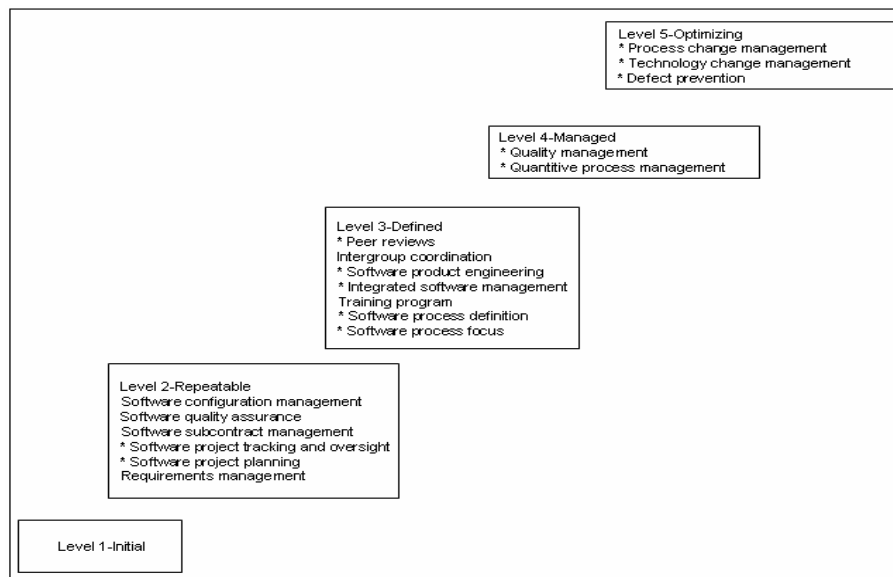 Level 5-Optimizing
* Process change management
* Technology change management
* Defect prevention
Level 4-Managed
* Quality management
* Quantitive process management
Level 3-Defined
* Peer reviews
Intergroup coordination
* Software product engineering
* Integrated software management
Training program
* Software process definition
* Software process focus
Level 2-Repeatable
Software configuration management
Software quality assurance
Software subcontract management
* Software project tracking and oversight
* Software project planning
Requirements management
Level 1-Initial